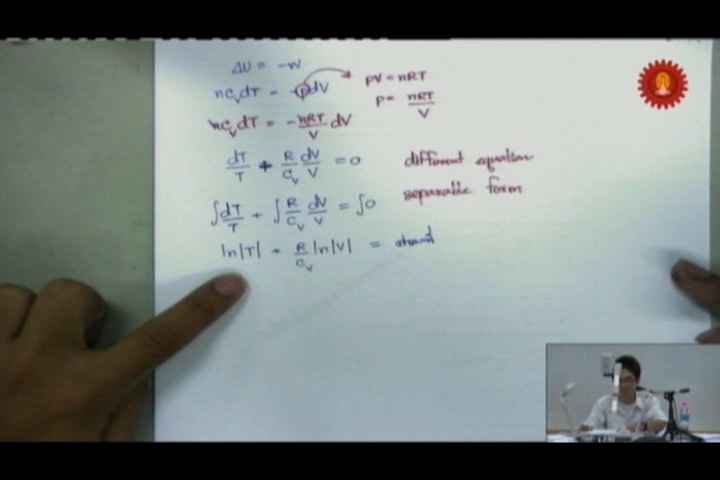 ΔU = -W
nC_v dT = -pdV
PV = nRT
P = nRT/V
nC_v dT = -nRT/V dV
dT/T + R/C_v dV/V = 0
different equation
separable form
∫dT/T + ∫R/C_v dV/V = ∫0
ln|T| + R/C_v ln|V| =